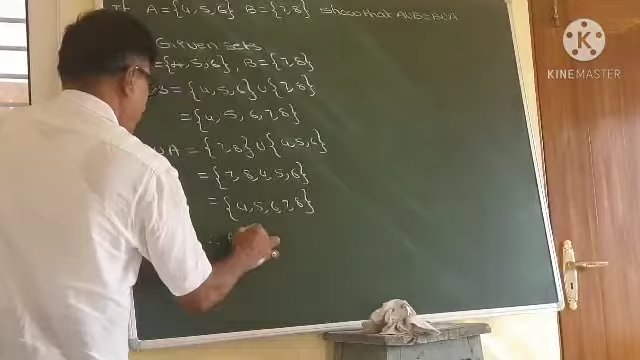 If A={4,5,6} B={7,8} show that AUB=BUA
Given sets
={4,5,6}, B={7,8}
B={4,5,6}U{7,8}
={4,5,6,7,8}
UA={7,8}U{4,5,6}
={7,8,4,5,6}
={4,5,6,7,8}
∴
KINEMASTER